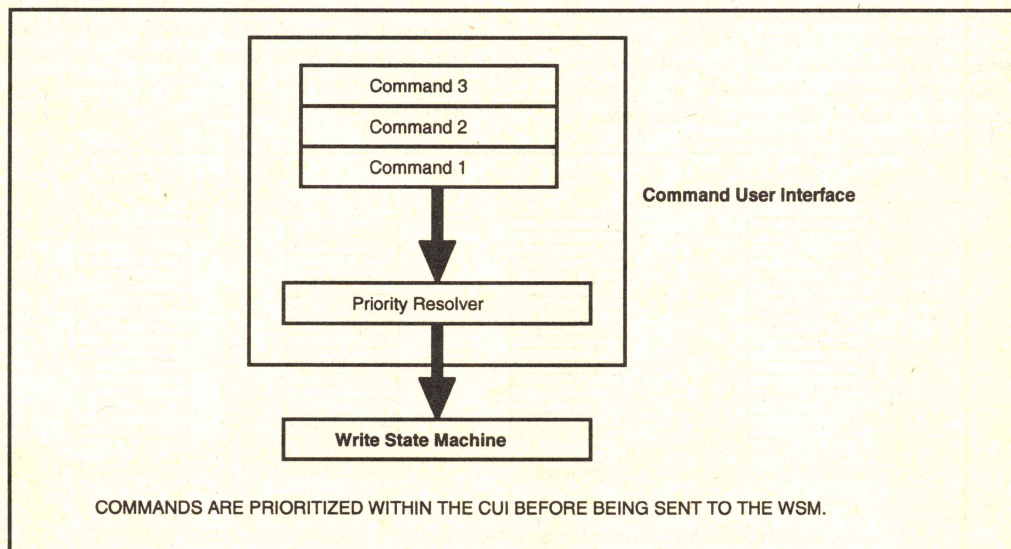 Command 3
Command 2
Command 1
Command User Interface
Priority Resolver
Write State Machine
COMMANDS ARE PRIORITIZED WITHIN THE CUI BEFORE BEING SENT TO THE WSM.